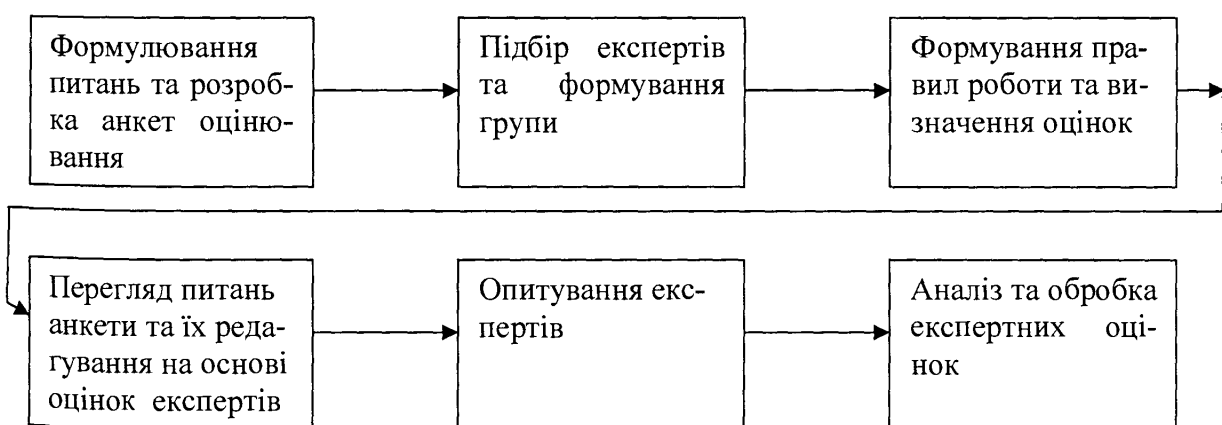 Формулювання
питань та розроб-
ка анкет оціню-
вання
Підбір експертів
та формування
групи
Формування пра-
вил роботи та ви-
значення оцінок
Перегляд питань
анкети та їх реда-
гування на основі
оцінок експертів
Опитування екс-
пертів
Аналіз та обробка
експертних оці-
нок